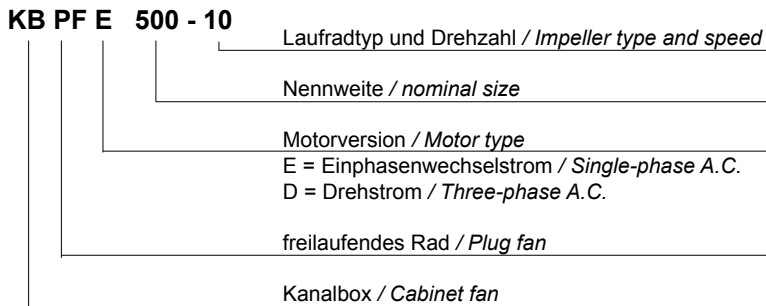 KB PF E 500 - 10
Laufradtyp und Drehzahl / Impeller type and speed
Nennweite / nominal size
Motorversion / Motor type
E = Einphasenwechselstrom / Single-phase A.C.
D = Drehstrom / Three-phase A.C.
freilaufendes Rad / Plug fan
Kanalbox / Cabinet fan